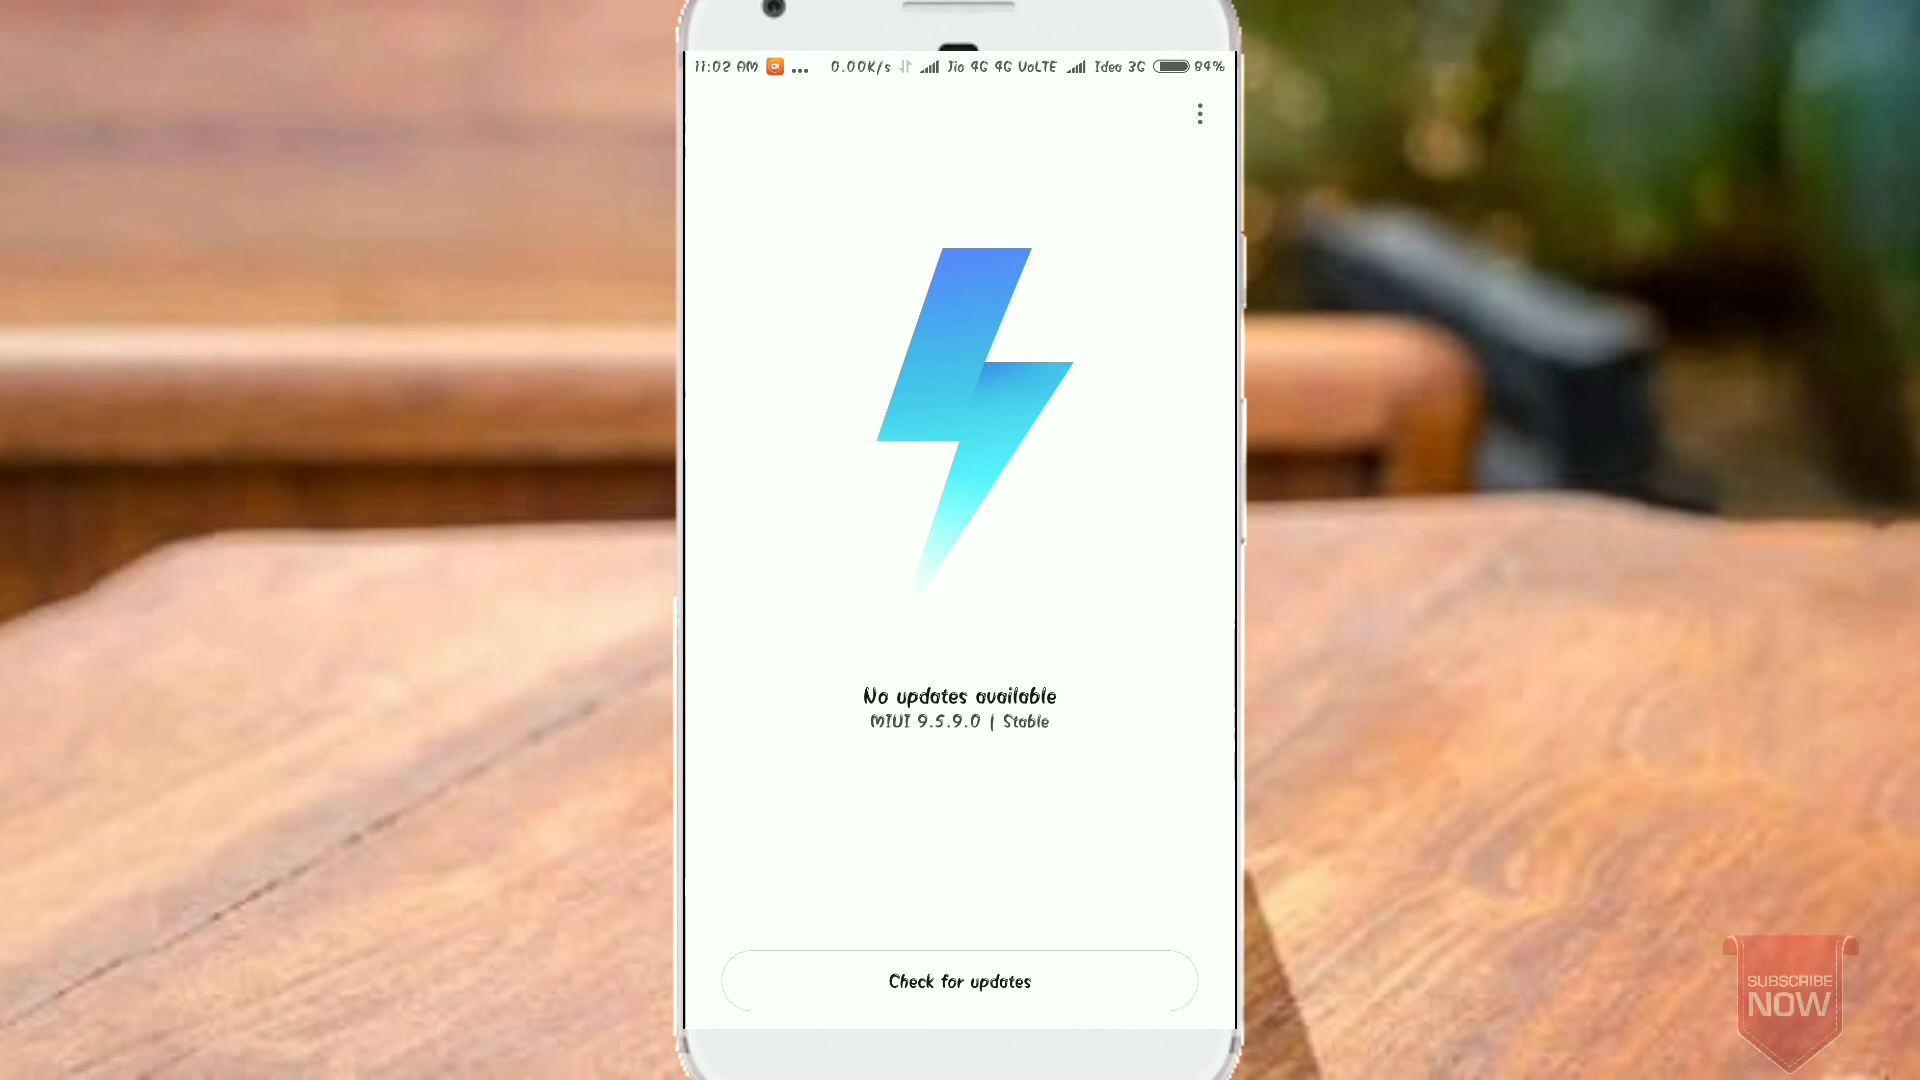 11:02 AM ... 0.00K/s Jio 4G 4G VoLTE Idea 3G 84%
No updates available
MIUI 9.5.9.0 | Stable
Check for updates
SUBSCRIBE
NOW